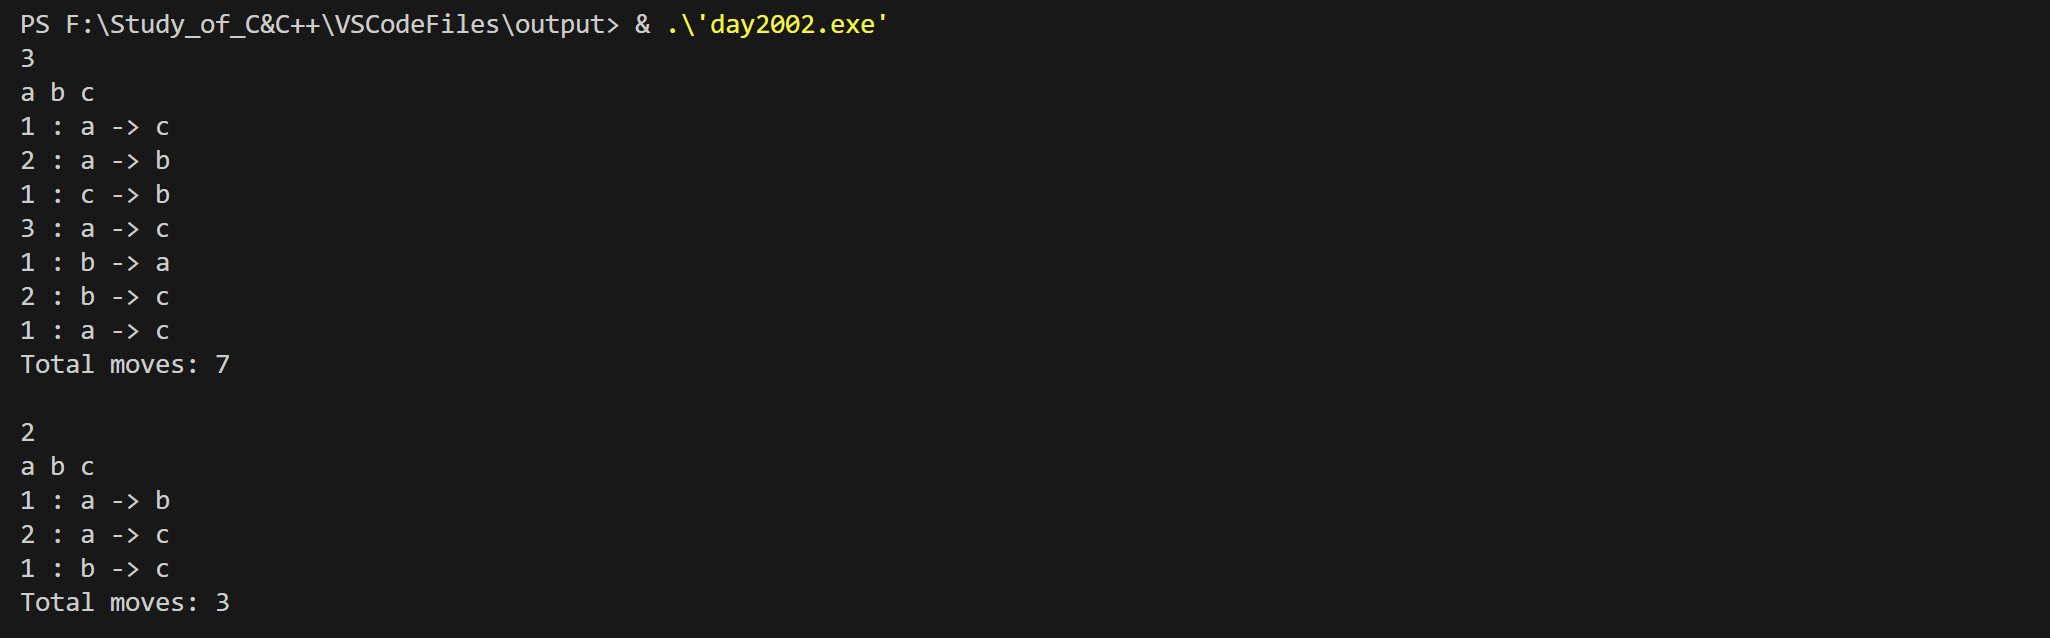 PS F:\Study_of_C&C++\VSCodeFiles\output> & .\'day2002.exe'
3
a b c
1 : a -> c
2 : a -> b
1 : c -> b
3 : a -> c
1 : b -> a
2 : b -> c
1 : a -> c
Total moves: 7

2
a b c
1 : a -> b
2 : a -> c
1 : b -> c
Total moves: 3